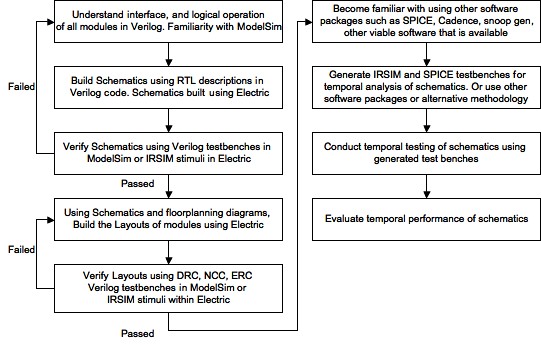 Understand interface, and logical operation
of all modules in Verilog. Familiarity with ModelSim
Failed
Build Schematics using RTL descriptions in
Verilog code. Schematics built using Electric
Verify Schematics using Verilog testbenches in
ModelSim or IRSIM stimuli in Electric
Passed
Using Schematics and floorplanning diagrams,
Build the Layouts of modules using Electric
Failed
Verify Layouts using DRC, NCC, ERC
Verilog testbenches in ModelSim or
IRSIM stimuli within Electric
Passed
Become familiar with using other software
packages such as SPICE, Cadence, snoop gen,
other viable software that is available
Generate IRSIM and SPICE testbenches for
temporal analysis of schematics. Or use other
software packages or alternative methodology
Conduct temporal testing of schematics using
generated test benches
Evaluate temporal performance of schematics